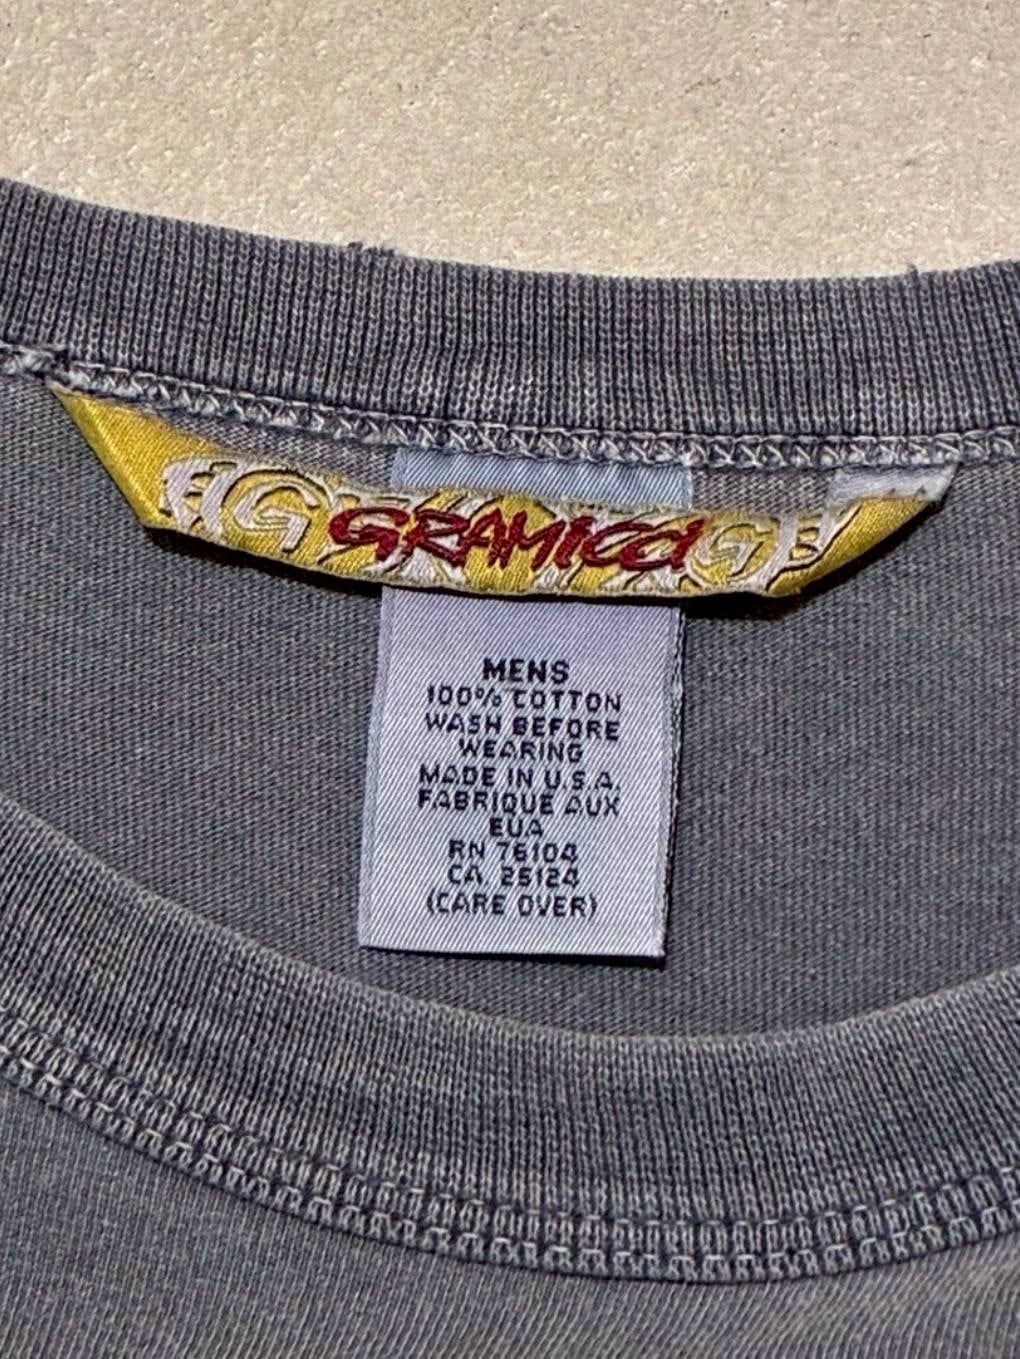 G GRAMICCI G
MENS
100% COTTON
WASH BEFORE
WEARING
MADE IN U.S.A.
FABRIQUE AUX
EUA
RN 76104
CA. 25124
(CARE OVER)